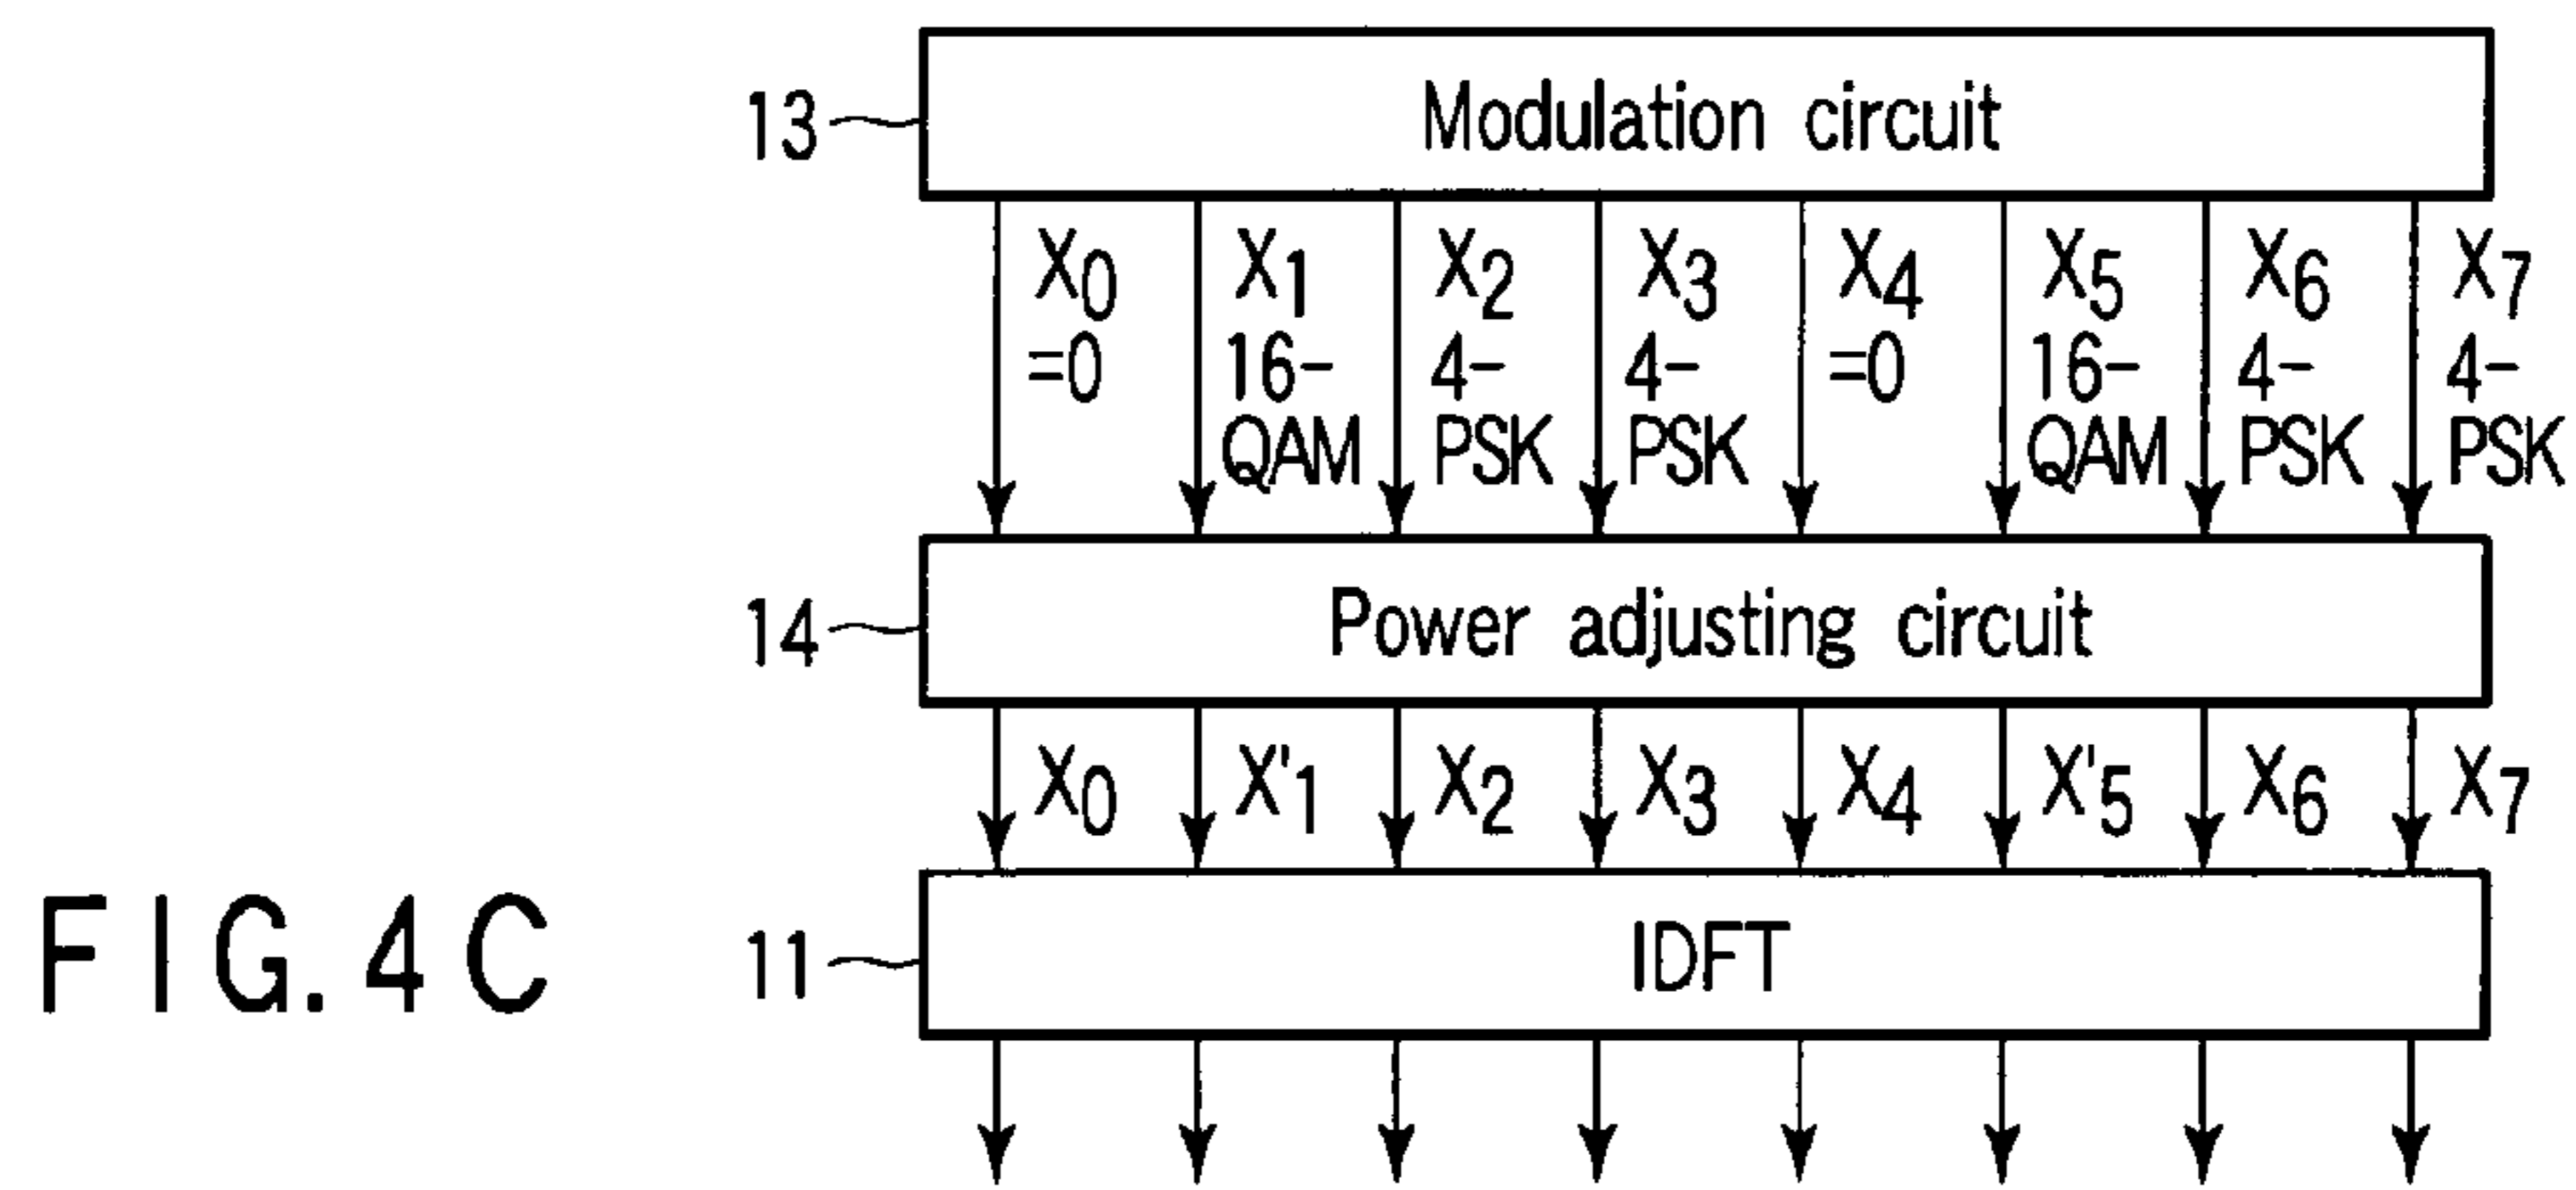 Modulation circuit
13
X0 X1 X2 X3 X4 X5 X6 X7
=0 16- 4- 4- =0 16- 4- 4-
QAM PSK PSK QAM PSK PSK
Power adjusting circuit
14
X0 X'1 X2 X3 X4 X'5 X6 X7
IDFT
11
FIG. 4C